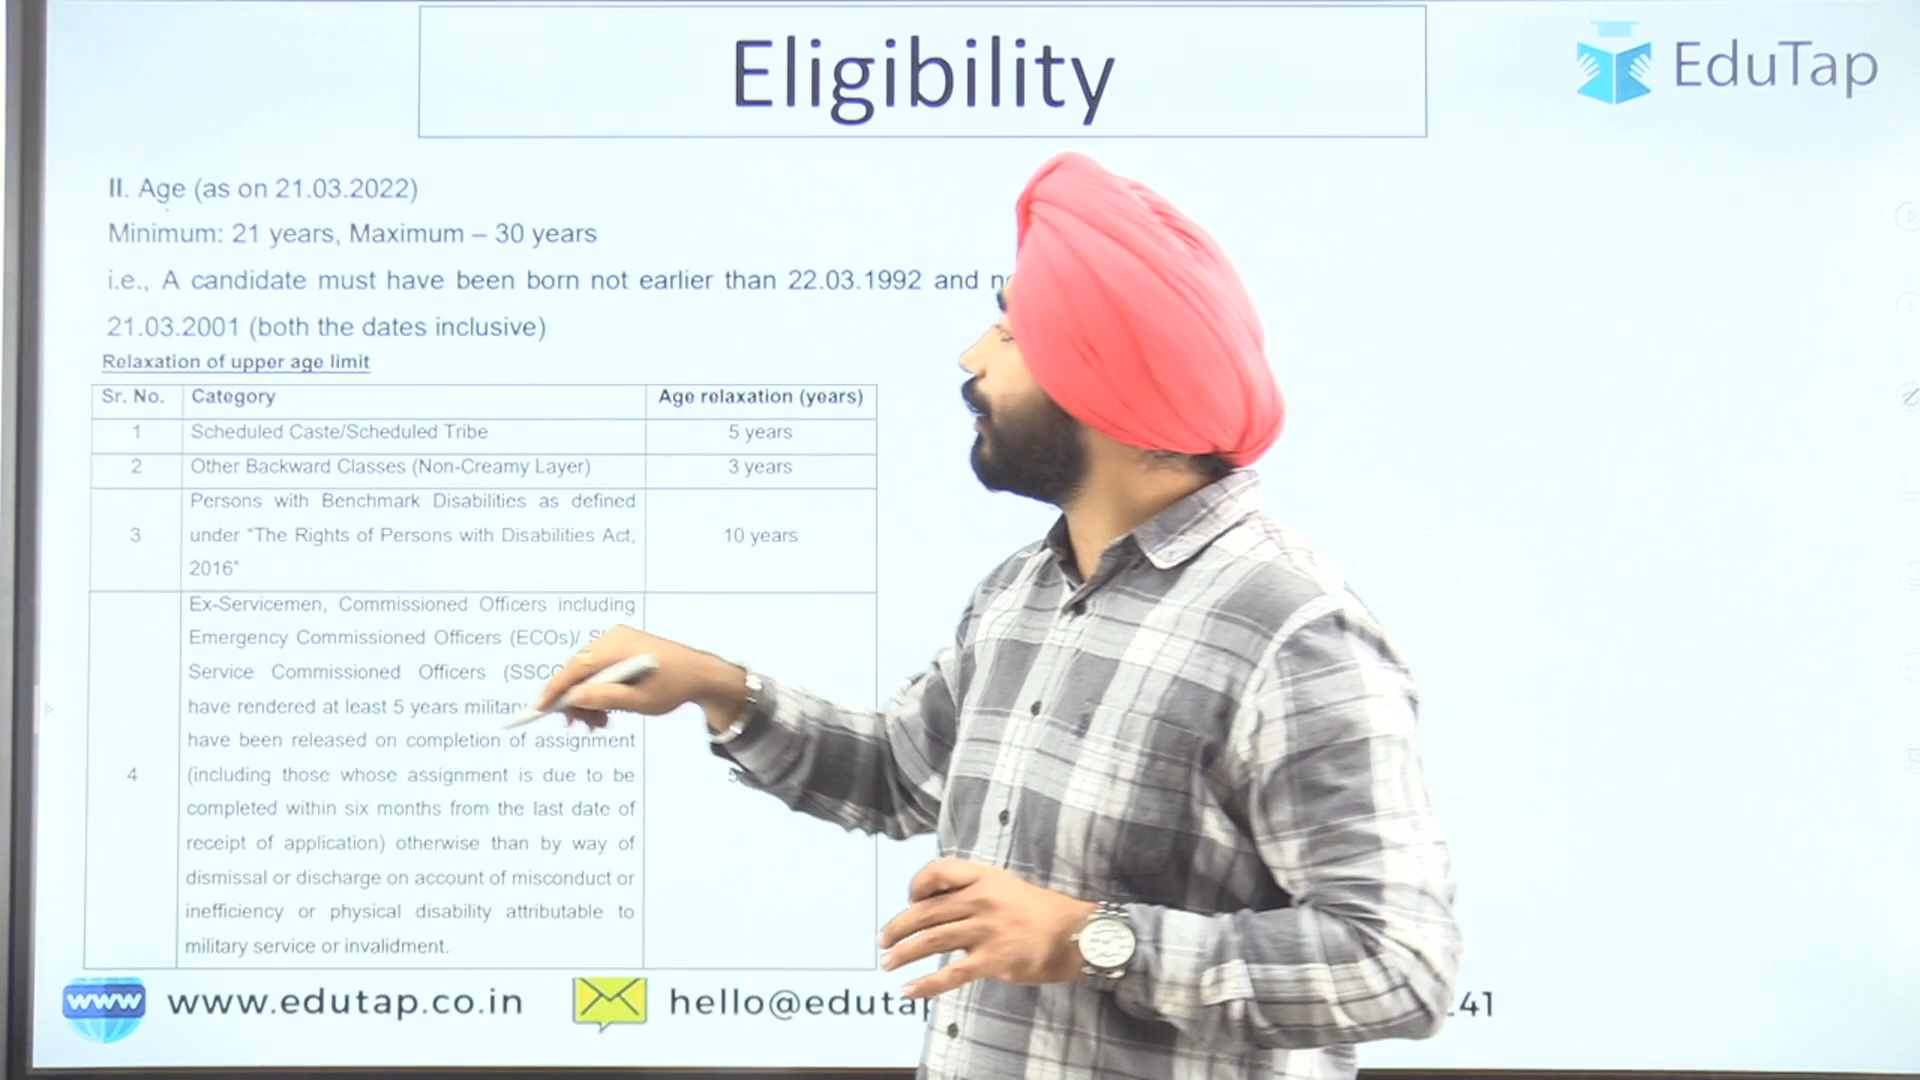 Eligibility
EduTap
II. Age (as on 21.03.2022)
Minimum: 21 years, Maximum – 30 years
i.e., A candidate must have been born not earlier than 22.03.1992 and
21.03.2001 (both the dates inclusive)
Relaxation of upper age limit
Sr. No. Category Age relaxation (years)
1 Scheduled Caste/Scheduled Tribe 5 years
2 Other Backward Classes (Non-Creamy Layer) 3 years
Persons with Benchmark Disabilities as defined
3 under "The Rights of Persons with Disabilities Act, 10 years
2016"
Ex-Servicemen, Commissioned Officers including
Emergency Commissioned Officers (ECOs)/
Service Commissioned Officers
have rendered at least 5 years military
have been released on completion of assignment
4 (including those whose assignment is due to be 5
completed within six months from the last date of
receipt of application) otherwise than by way of
dismissal or discharge on account of misconduct or
inefficiency or physical disability attributable to
military service or invalidment.
www www.edutap.co.in hello@eduta 241